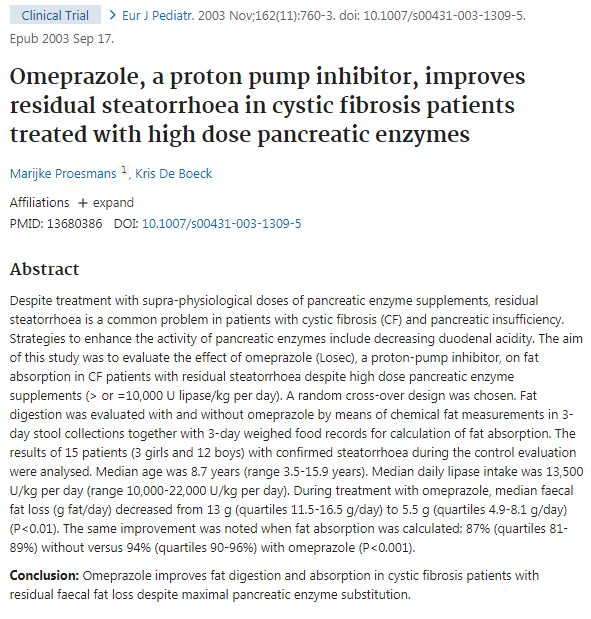 Clinical Trial > Eur J Pediatr. 2003 Nov;162(11):760-3. doi: 10.1007/s00431-003-1309-5.
Epub 2003 Sep 17.
Omeprazole, a proton pump inhibitor, improves
residual steatorrhoea in cystic fibrosis patients
treated with high dose pancreatic enzymes
Marijke Proesmans 1, Kris De Boeck
Affiliations + expand
PMID: 13680386 DOI: 10.1007/s00431-003-1309-5
Abstract
Despite treatment with supra-physiological doses of pancreatic enzyme supplements, residual
steatorrhoea is a common problem in patients with cystic fibrosis (CF) and pancreatic insufficiency.
Strategies to enhance the activity of pancreatic enzymes include decreasing duodenal acidity. The aim
of this study was to evaluate the effect of omeprazole (Losec), a proton-pump inhibitor, on fat
absorption in CF patients with residual steatorrhoea despite high dose pancreatic enzyme
supplements (> or =10,000 U lipase/kg per day). A random cross-over design was chosen. Fat
digestion was evaluated with and without omeprazole by means of chemical fat measurements in 3-
day stool collections together with 3-day weighed food records for calculation of fat absorption. The
results of 15 patients (3 girls and 12 boys) with confirmed steatorrhoea during the control evaluation
were analysed. Median age was 8.7 years (range 3.5-15.9 years). Median daily lipase intake was 13,500
U/kg per day (range 10,000-22,000 U/kg per day). During treatment with omeprazole, median faecal
fat loss (g fat/day) decreased from 13 g (quartiles 11.5-16.5 g/day) to 5.5 g (quartiles 4.9-8.1 g/day)
(P<0.01). The same improvement was noted when fat absorption was calculated: 87% (quartiles 81-
89%) without versus 94% (quartiles 90-96%) with omeprazole (P<0.001).
Conclusion: Omeprazole improves fat digestion and absorption in cystic fibrosis patients with
residual faecal fat loss despite maximal pancreatic enzyme substitution.